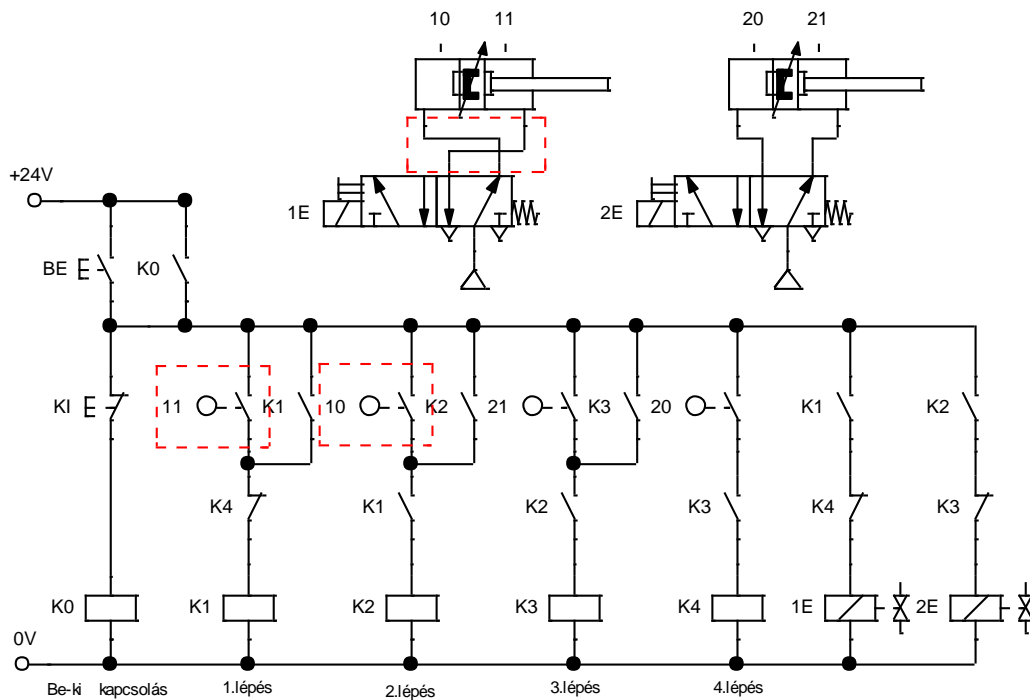 10 11 20 21
1E 2E
+24V
BE K0
KI 11 K1 10 K2 21 K3 20 K1 K2
K4 K1 K2 K3 K4 K3
K0 K1 K2 K3 K4 1E 2E
0V
Be-ki kapcsolás 1.lépés 2.lépés 3.lépés 4.lépés